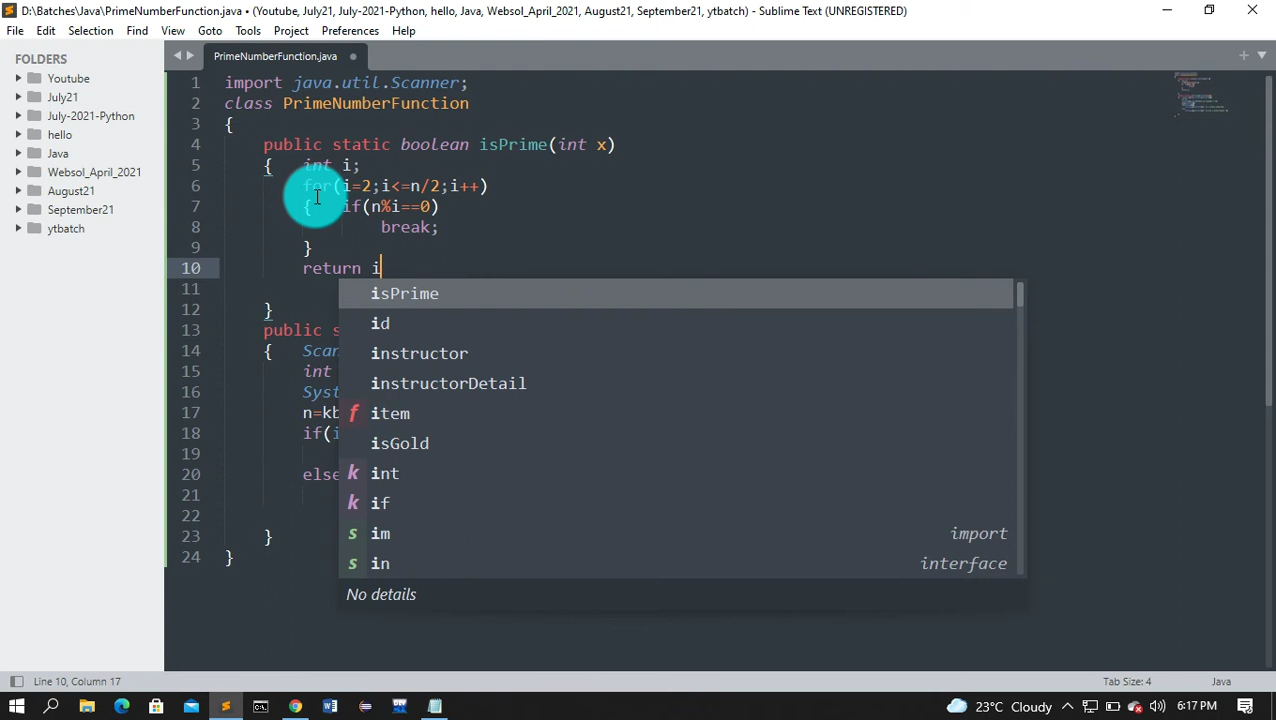 D:\Batches\Java\PrimeNumberFunction.java • (Youtube, July21, July-2021-Python, hello, Java, Websol_April_2021, August21, September21, ytbatch) - Sublime Text (UNREGISTERED)
File Edit Selection Find View Goto Tools Project Preferences Help
FOLDERS
Youtube
July21
July-2021-Python
hello
Java
Websol_April_2021
August21
September21
ytbatch
PrimeNumberFunction.java
1 import java.util.Scanner;
2 class PrimeNumberFunction
3 {
4 public static boolean isPrime(int x)
5 { int i;
6 for(i=2;i<=n/2;i++)
7 { if(n%i==0)
8 break;
9 }
10 return i
11
12 }
13 public s
14 { Scan
15 int
16 Syst
17 n=kb
18 if(i
19
20 else
21
22
23 }
24 }
isPrime
id
instructor
instructorDetail
f item
isGold
k int
k if
s im import
s in interface
No details
Line 10, Column 17
Tab Size: 4
Java
23°C Cloudy
6:17 PM